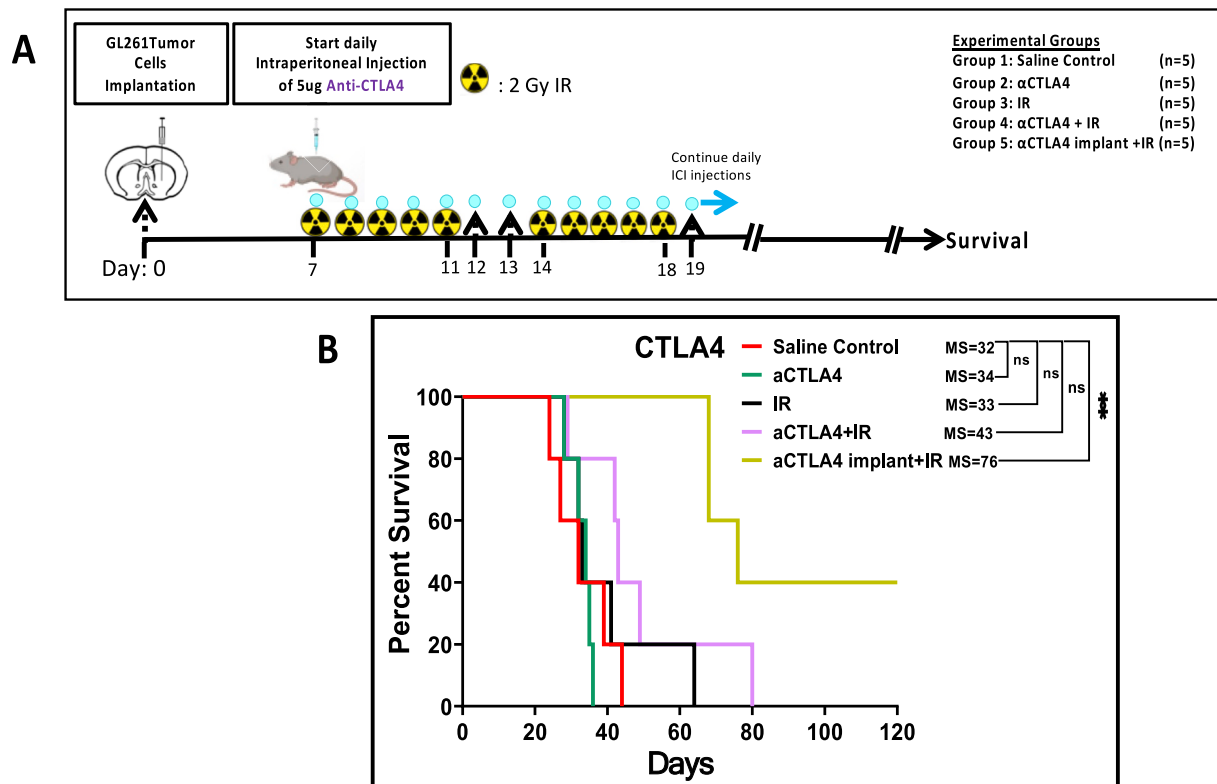 A
GL261Tumor
Cells
Implantation
Start daily
Intraperitoneal Injection
of 5ug Anti-CTLA4
: 2 Gy IR
Experimental Groups
Group 1: Saline Control (n=5)
Group 2: αCTLA4 (n=5)
Group 3: IR (n=5)
Group 4: αCTLA4 + IR (n=5)
Group 5: αCTLA4 implant +IR (n=5)
Continue daily
ICI injections
Survival
Day: 0 7 11 12 13 14 18 19
B
CTLA4
Saline Control MS=32
aCTLA4 MS=34
IR MS=33
aCTLA4+IR MS=43
aCTLA4 implant+IR MS=76
ns
ns
ns
**
Percent Survival
100
80
60
40
20
0
0 20 40 60 80 100 120
Days